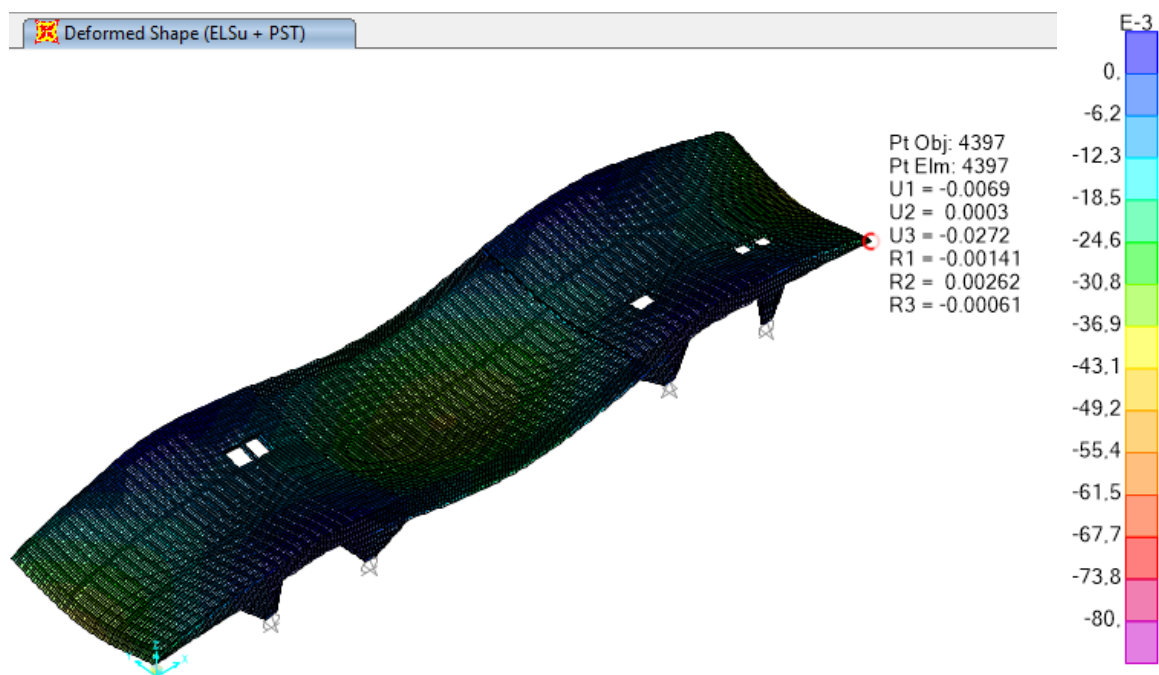 Deformed Shape (ELSu + PST)
E-3
0,
-6,2
-12,3
-18,5
-24,6
-30,8
-36,9
-43,1
-49,2
-55,4
-61,5
-67,7
-73,8
-80,
Pt Obj: 4397
Pt Elm: 4397
U1 = -0.0069
U2 = 0.0003
U3 = -0.0272
R1 = -0.00141
R2 = 0.00262
R3 = -0.00061
Z
X